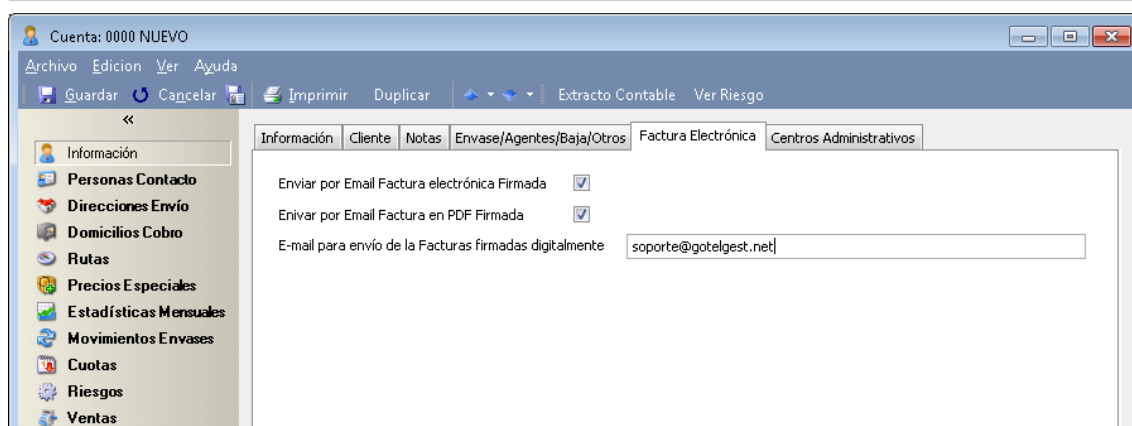 Cuenta: 0000 NUEVO
Archivo Edicion Ver Ayuda
Guardar Cancelar Imprimir Duplicar Extracto Contable Ver Riesgo
«
Información
Personas Contacto
Direcciones Envío
Domicilios Cobro
Rutas
Precios Especiales
Estadísticas Mensuales
Movimientos Envases
Cuotas
Riesgos
Ventas
Información Cliente Notas Envase/Agentes/Baja/Otros Factura Electrónica Centros Administrativos
Enviar por Email Factura electrónica Firmada
Enivar por Email Factura en PDF Firmada
E-mail para envío de la Facturas firmadas digitalmente soporte@gotelgest.net